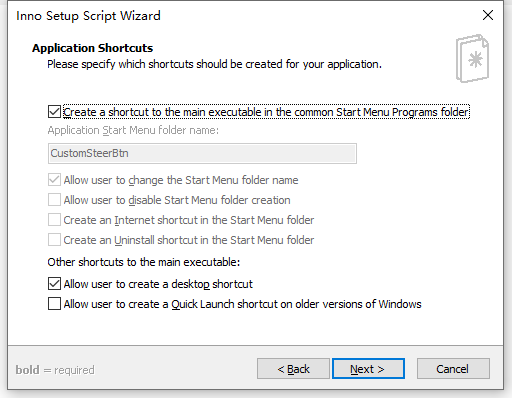 Inno Setup Script Wizard
Application Shortcuts
Please specify which shortcuts should be created for your application.
Create a shortcut to the main executable in the common Start Menu Programs folder
Application Start Menu folder name:
CustomSteerBtn
Allow user to change the Start Menu folder name
Allow user to disable Start Menu folder creation
Create an Internet shortcut in the Start Menu folder
Create an Uninstall shortcut in the Start Menu folder
Other shortcuts to the main executable:
Allow user to create a desktop shortcut
Allow user to create a Quick Launch shortcut on older versions of Windows
bold = required
< Back
Next >
Cancel